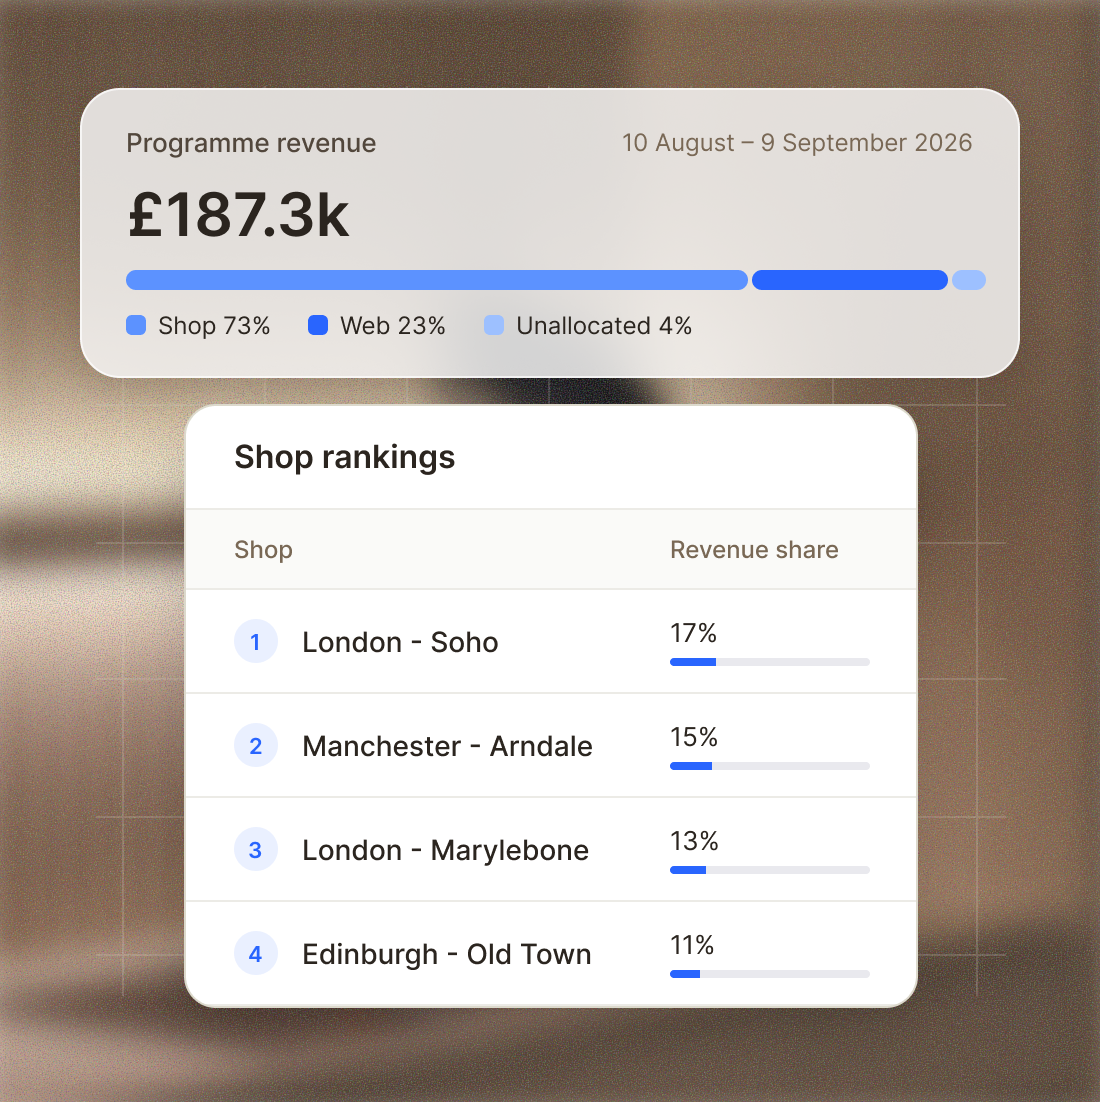 Programme revenue
10 August – 9 September 2026
£187.3k
Shop 73% Web 23% Unallocated 4%
Shop rankings
Shop Revenue share
1 London - Soho 17%
2 Manchester - Arndale 15%
3 London - Marylebone 13%
4 Edinburgh - Old Town 11%